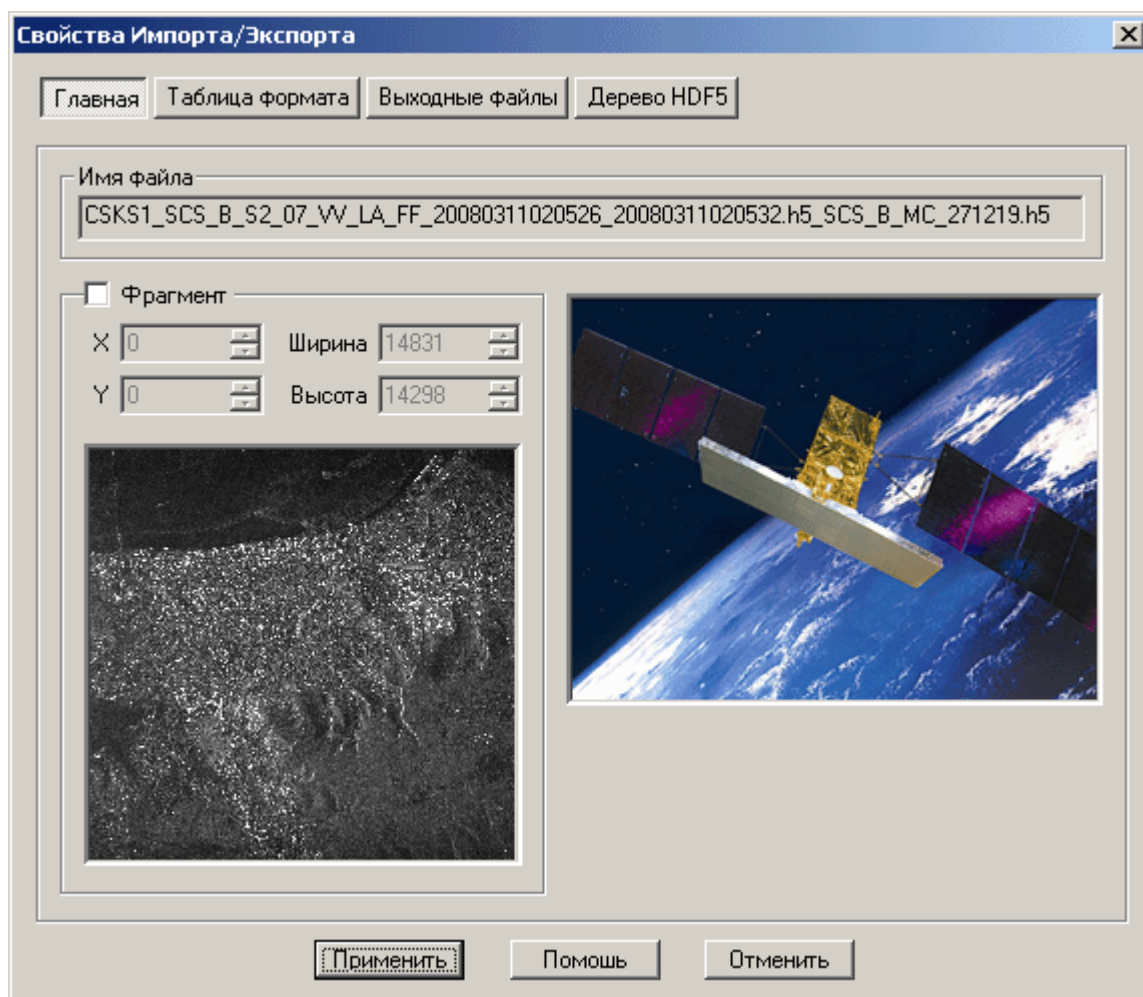 Свойства Импорта/Экспорта
Главная Таблица формата Выходные файлы Дерево HDF5
Имя файла
CSKS1_SCS_B_S2_07_VV_LA_FF_20080311020526_20080311020532.h5_SCS_B_MC_271219.h5
Фрагмент
X 0 Ширина 14831
Y 0 Высота 14298
Применить Помошь Отменить